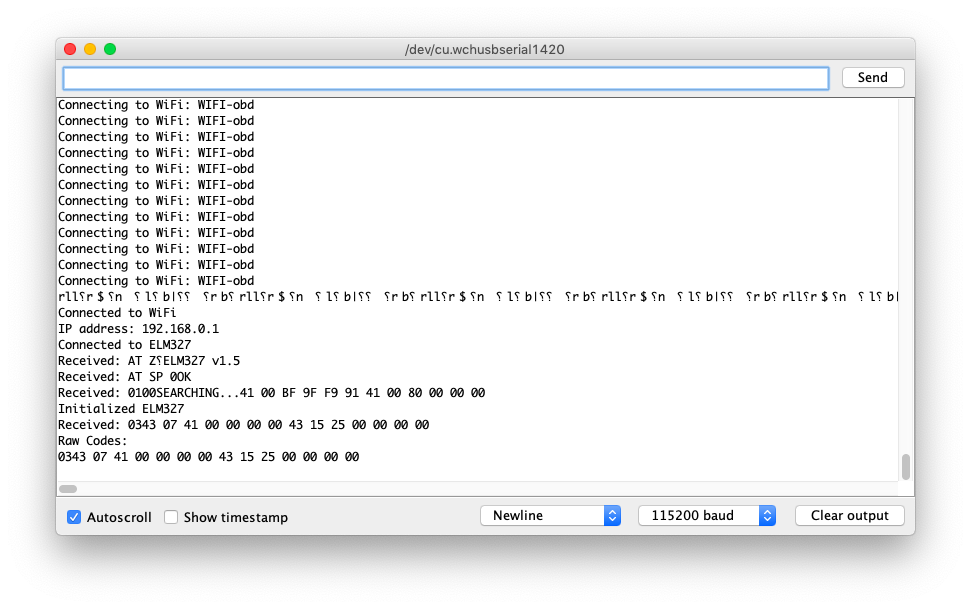 /dev/cu.wchusbserial1420
Send
Connecting to WiFi: WIFI-obd
Connecting to WiFi: WIFI-obd
Connecting to WiFi: WIFI-obd
Connecting to WiFi: WIFI-obd
Connecting to WiFi: WIFI-obd
Connecting to WiFi: WIFI-obd
Connecting to WiFi: WIFI-obd
Connecting to WiFi: WIFI-obd
Connecting to WiFi: WIFI-obd
Connecting to WiFi: WIFI-obd
Connecting to WiFi: WIFI-obd
Connecting to WiFi: WIFI-obd
rll⸮r$⸮n ⸮l⸮b|⸮⸮ ⸮rb⸮rll⸮r$⸮n ⸮l⸮b|⸮⸮ ⸮rb⸮rll⸮r$⸮n ⸮l⸮b|⸮⸮ ⸮rb⸮rll⸮r$⸮n ⸮l⸮b|
Connected to WiFi
IP address: 192.168.0.1
Connected to ELM327
Received: AT Z⸮ELM327 v1.5
Received: AT SP 0OK
Received: 0100SEARCHING...41 00 BF 9F F9 91 41 00 80 00 00 00
Initialized ELM327
Received: 0343 07 41 00 00 00 00 43 15 25 00 00 00 00
Raw Codes:
0343 07 41 00 00 00 00 43 15 25 00 00 00 00
Autoscroll Show timestamp Newline 115200 baud Clear output